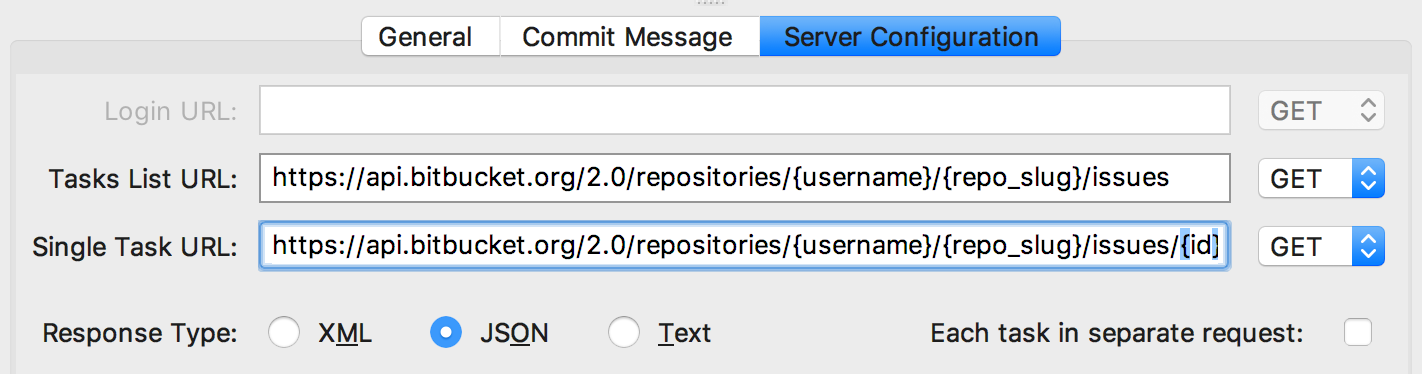 General Commit Message Server Configuration
Login URL: GET
Tasks List URL: https://api.bitbucket.org/2.0/repositories/{username}/{repo_slug}/issues GET
Single Task URL: https://api.bitbucket.org/2.0/repositories/{username}/{repo_slug}/issues/{id} GET
Response Type: XML JSON Text Each task in separate request: